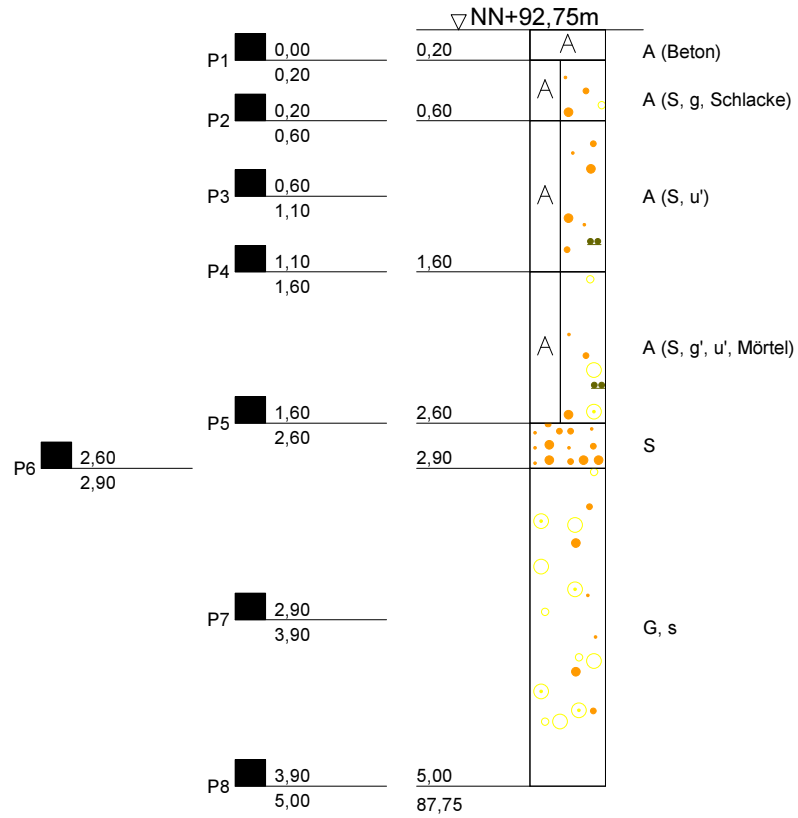 NN+92,75m
A
P1 0,00 0,20 A (Beton)
0,20
A A (S, g, Schlacke)
P2 0,20 0,60
0,60
P3 0,60 A A (S, u')
1,10
P4 1,10 1,60
1,60
A A (S, g', u', Mörtel)
P5 1,60 2,60
2,60
S
P6 2,60 2,90
2,90
P7 2,90 G, s
3,90
P8 3,90 5,00
5,00 87,75